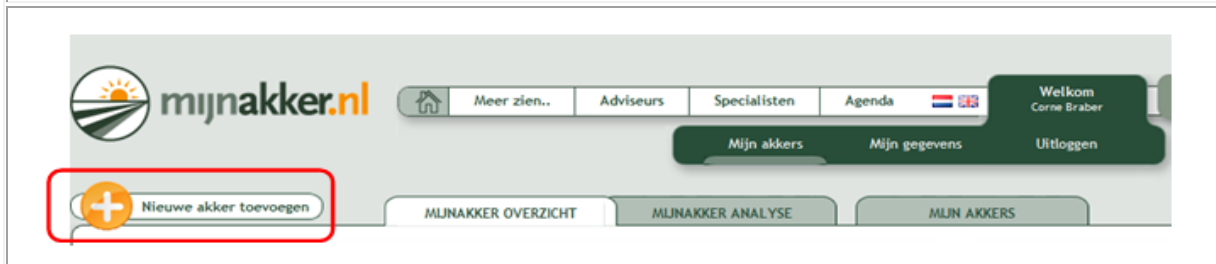 mijnakker.nl
Meer zien.. Adviseurs Specialisten Agenda
Welkom
Corne Braber
Mijn akkers Mijn gegevens Uitloggen
Nieuwe akker toevoegen
MIJNAKKER OVERZICHT MIJNAKKER ANALYSE MIJN AKKERS